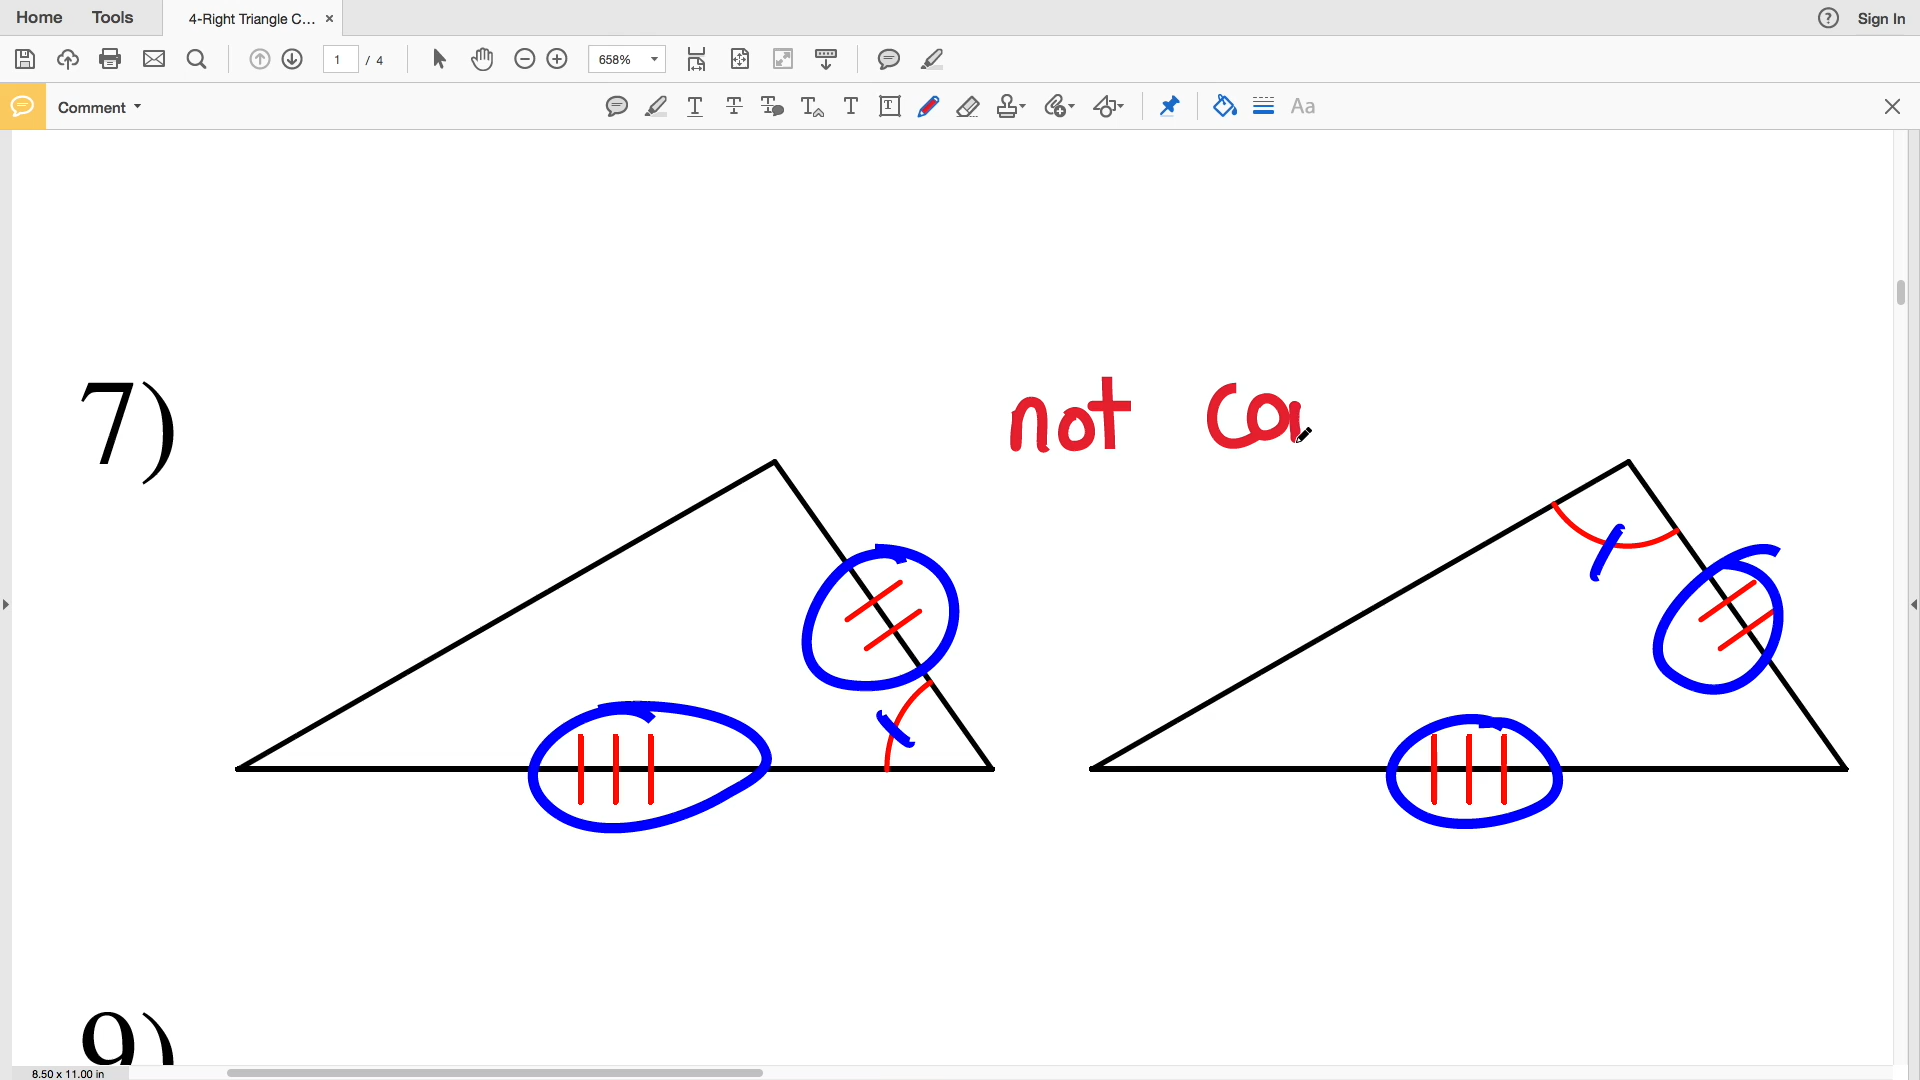 Home Tools 4-Right Triangle C... × ? Sign In
1 / 4 658%
Comment Aa
7) not Con
9)
8.50 x 11.00 in